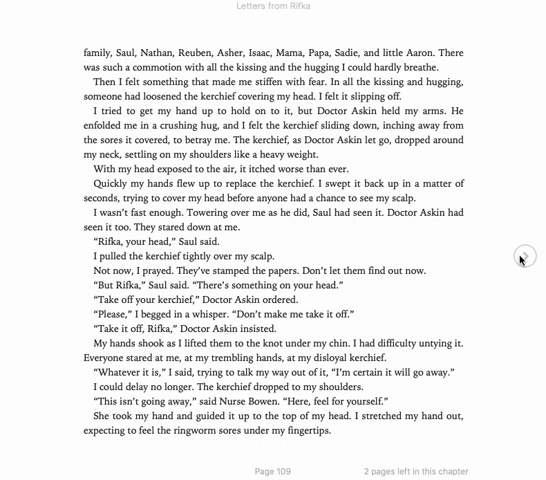 Letters from Rifka
family, Saul, Nathan, Reuben, Asher, Isaac, Mama, Papa, Sadie, and little Aaron. There
was such a commotion with all the kissing and the hugging I could hardly breathe.
Then I felt something that made me stiffen with fear. In all the kissing and hugging,
someone had loosened the kerchief covering my head. I felt it slipping off.
I tried to get my hand up to hold on to it, but Doctor Askin held my arms. He
enfolded me in a crushing hug, and I felt the kerchief sliding down, inching away from
the sores it covered, to betray me. The kerchief, as Doctor Askin let go, dropped around
my neck, settling on my shoulders like a heavy weight.
With my head exposed to the air, it itched worse than ever.
Quickly my hands flew up to replace the kerchief. I swept it back up in a matter of
seconds, trying to cover my head before anyone had a chance to see my scalp.
I wasn’t fast enough. Towering over me as he did, Saul had seen it. Doctor Askin had
seen it too. They stared down at me.
“Rifka, your head,” Saul said.
I pulled the kerchief tightly over my scalp.
Not now, I prayed. They’ve stamped the papers. Don’t let them find out now.
“But Rifka,” Saul said. “There’s something on your head.”
“Take off your kerchief,” Doctor Askin ordered.
“Please,” I begged in a whisper. “Don’t make me take it off.”
“Take it off, Rifka,” Doctor Askin insisted.
My hands shook as I lifted them to the knot under my chin. I had difficulty untying it.
Everyone stared at me, at my trembling hands, at my disloyal kerchief.
“Whatever it is,” I said, trying to talk my way out of it, “I’m certain it will go away.”
I could delay no longer. The kerchief dropped to my shoulders.
“This isn’t going away,” said Nurse Bowen. “Here, feel for yourself.”
She took my hand and guided it up to the top of my head. I stretched my hand out,
expecting to feel the ringworm sores under my fingertips.
Page 109
2 pages left in this chapter